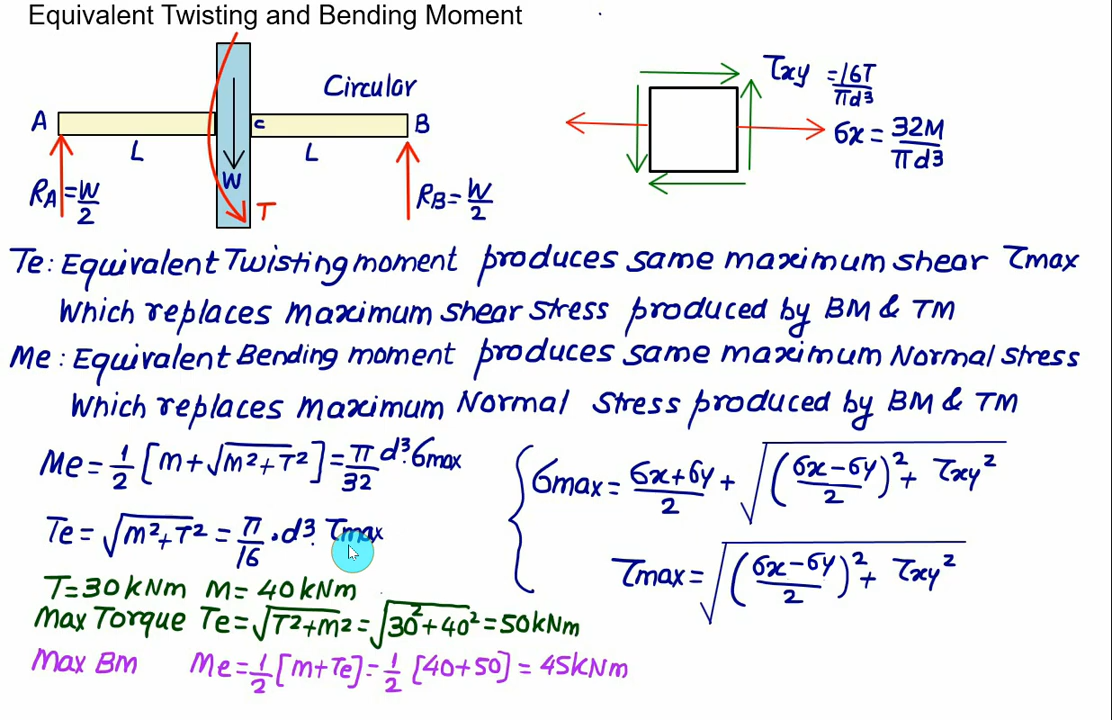 Equivalent Twisting and Bending Moment
Circular
A
C
B
L
L
W
RA = W/2
T
RB = W/2
τxy = 16T/πd3
σx = 32M/πd3
Te : Equivalent Twisting moment produces same maximum shear τmax
Which replaces maximum shear stress produced by BM & TM
Me : Equivalent Bending moment produces same maximum Normal stress
Which replaces maximum Normal stress produced by BM & TM
Me = 1/2 [m + √m²+T²] = π/32 d³.σmax
σmax = σx+σy/2 + √(σx-σy/2)² + τxy²
Te = √m²+T² = π/16 . d³. τmax
τmax = √(σx-σy/2)² + τxy²
T = 30 kNm M = 40 kNm
Max Torque Te = √T²+m² = √30²+40² = 50kNm
Max Bm Me = 1/2 [m+Te] = 1/2 [40+50] = 45kNm